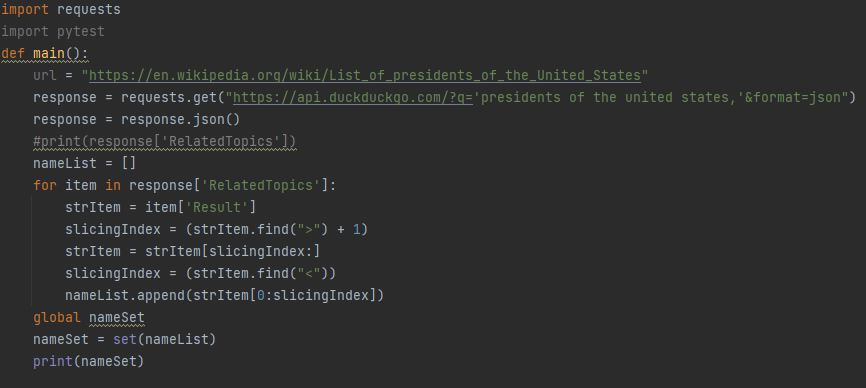 import requests
import pytest
def main():
    url = "https://en.wikipedia.org/wiki/List_of_presidents_of_the_United_States"
    response = requests.get("https://api.duckduckgo.com/?q='presidents of the united states,'&format=json")
    response = response.json()
    #print(response['RelatedTopics'])
    nameList = []
    for item in response['RelatedTopics']:
        strItem = item['Result']
        slicingIndex = (strItem.find(">") + 1)
        strItem = strItem[slicingIndex:]
        slicingIndex = (strItem.find("<"))
        nameList.append(strItem[0:slicingIndex])
    global nameSet
    nameSet = set(nameList)
    print(nameSet)